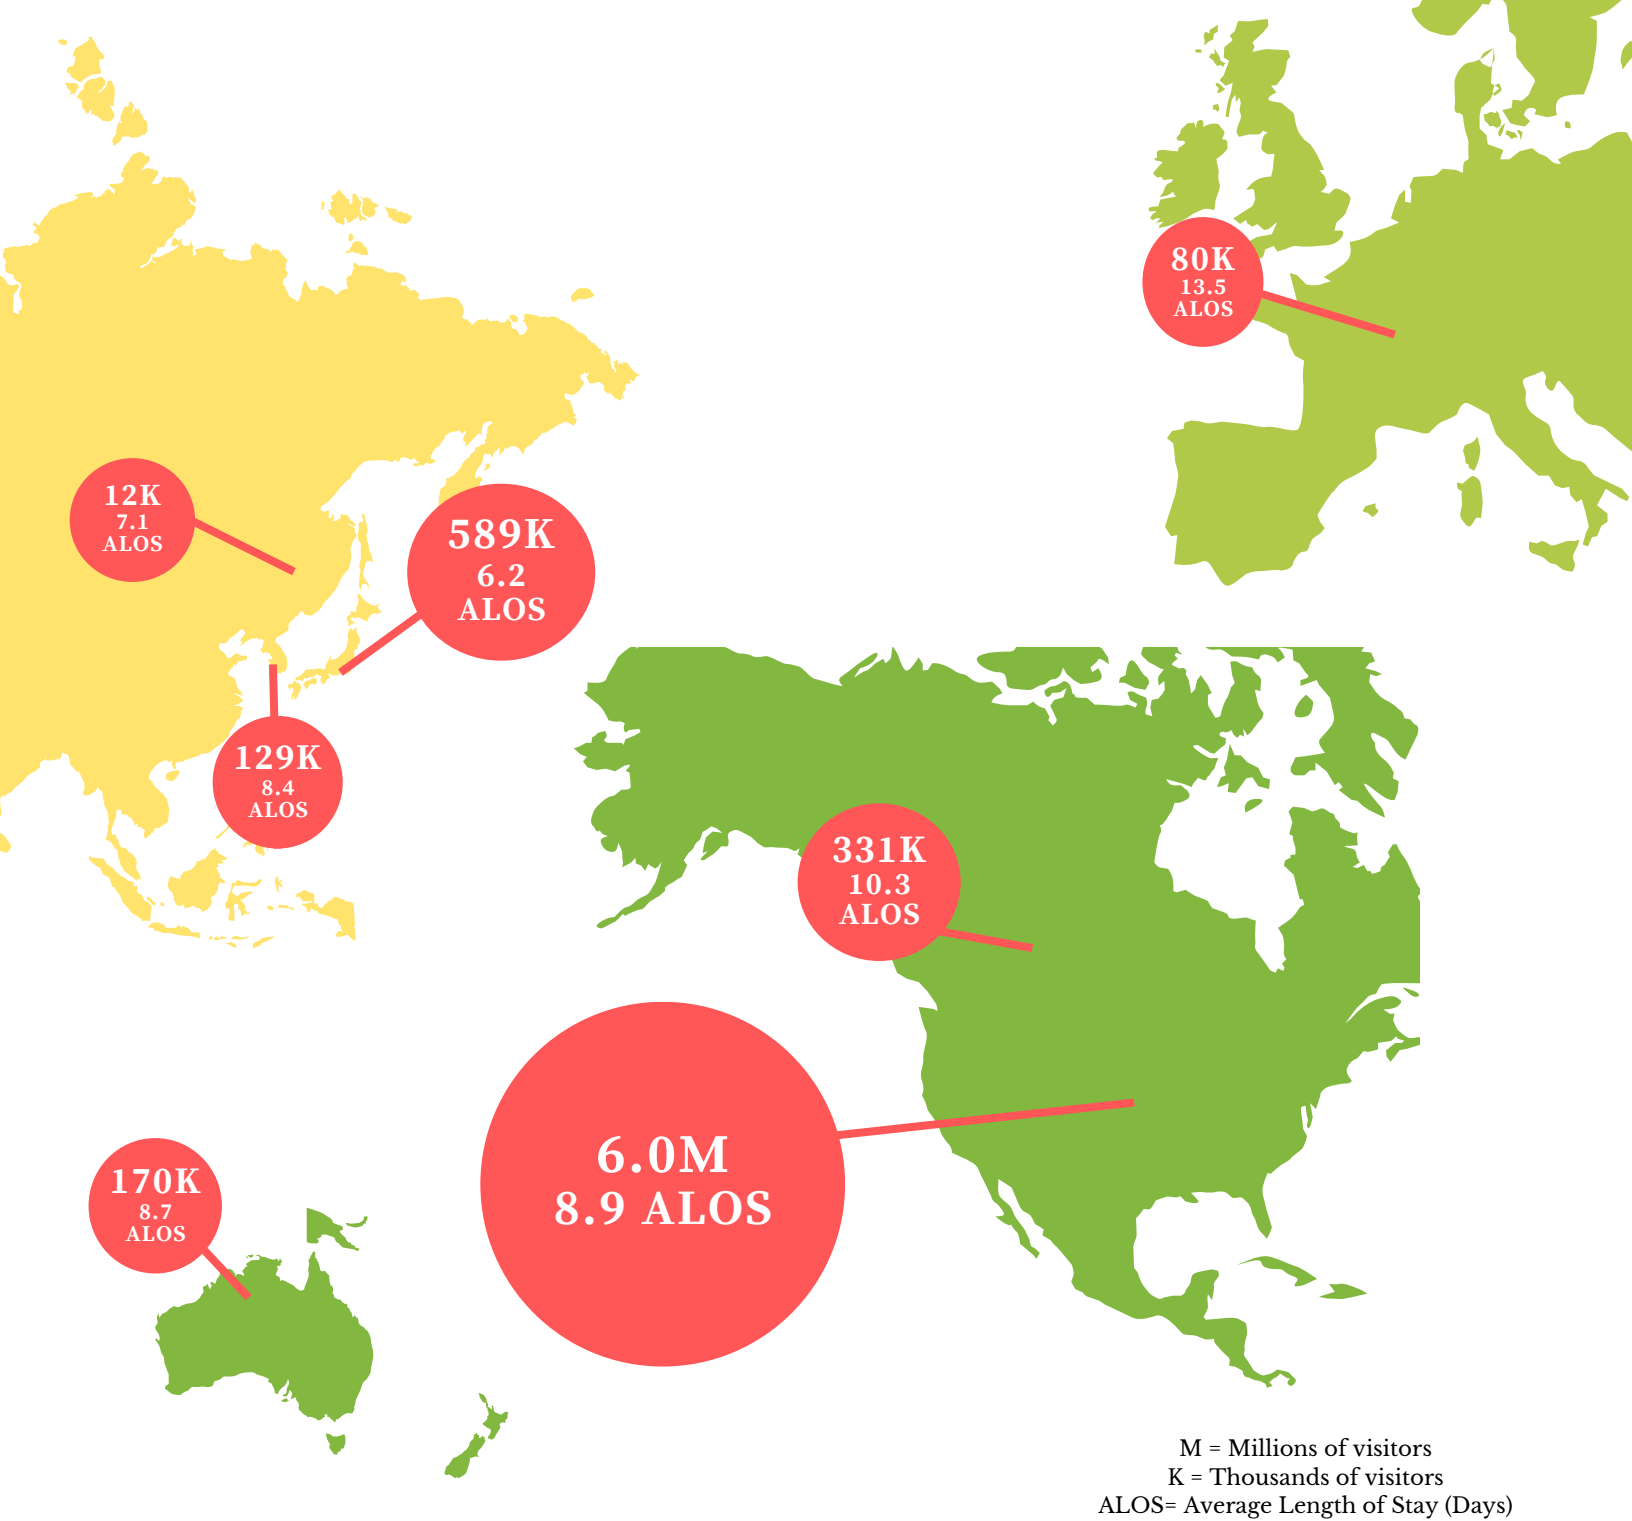 80K
13.5
ALOS
12K
7.1
ALOS
589K
6.2
ALOS
129K
8.4
ALOS
331K
10.3
ALOS
6.0M
8.9 ALOS
170K
8.7
ALOS
M = Millions of visitors
K = Thousands of visitors
ALOS= Average Length of Stay (Days)